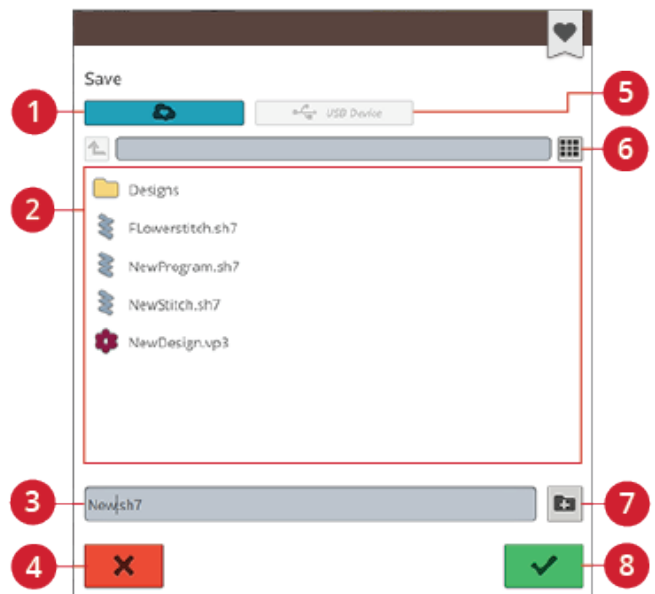 Save
1
USB Device
5
6
2
Designs
FLowerstitch.sh7
NewProgram.sh7
NewStitch.sh7
NewDesign.vp3
3
New.sh7
7
4
8